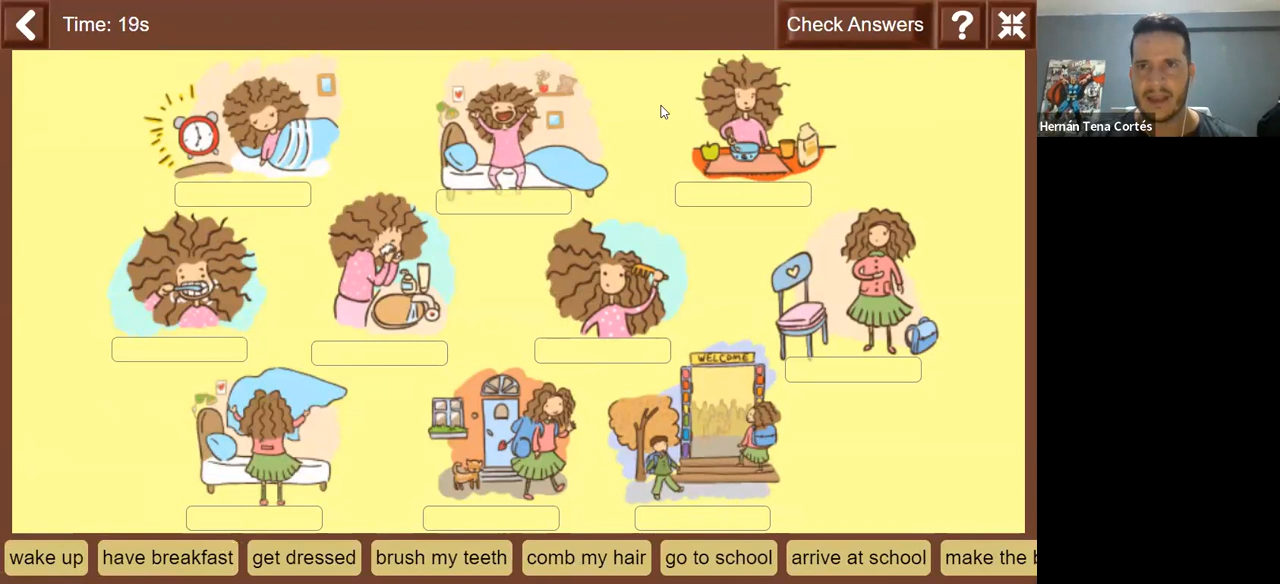 Time: 19s
Check Answers
?
Hernán Tena Cortés
WELCOME
wake up
have breakfast
get dressed
brush my teeth
comb my hair
go to school
arrive at school
make the b